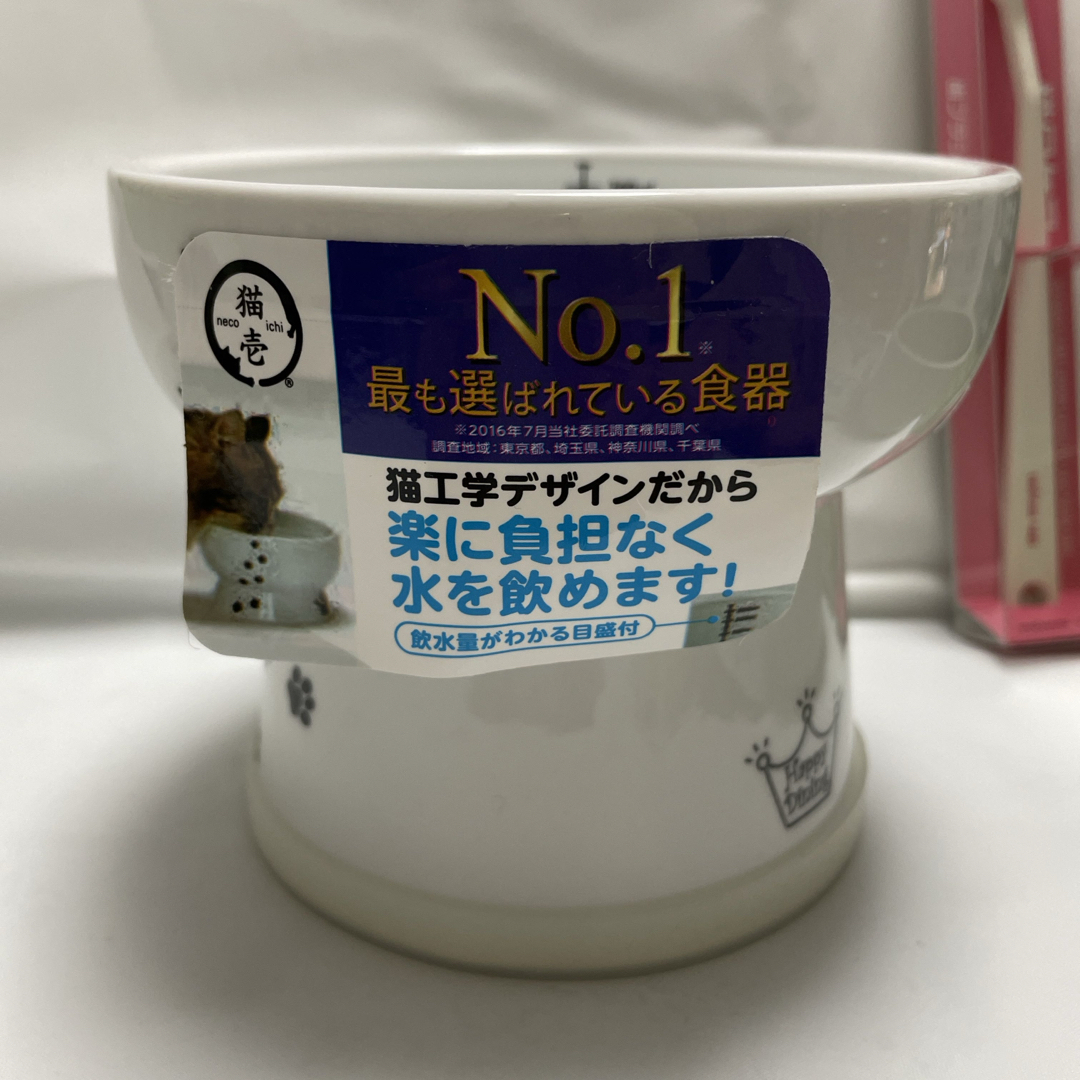 猫
neco ichi
壱
®
No.1※
最も選ばれている食器
※2016年7月当社委託調査機関調べ
調査地域:東京都、埼玉県、神奈川県、千葉県
猫工学デザインだから
楽に負担なく
水を飲めます!
飲水量がわかる目盛付
Happy
Dining